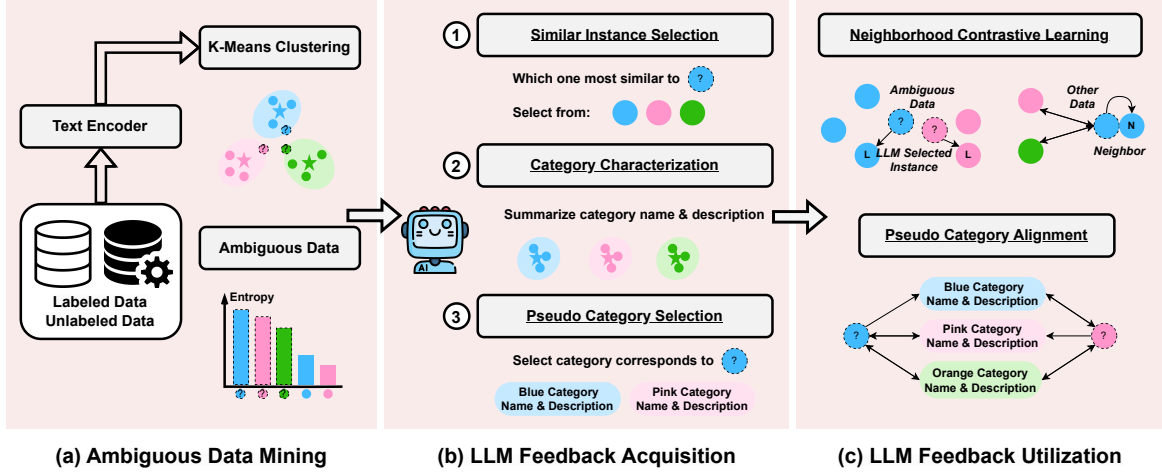 K-Means Clustering
Text Encoder
?
? ?
Labeled Data
Unlabeled Data
Ambiguous Data
Entropy
? ? ?
(a) Ambiguous Data Mining
1
Similar Instance Selection
Which one most similar to ?
Select from:
2
Category Characterization
Summarize category name & description
AI
3
Pseudo Category Selection
Select category corresponds to ?
Blue Category
Name & Description
Pink Category
Name & Description
(b) LLM Feedback Acquisition
Neighborhood Contrastive Learning
Ambiguous
Data
? ?
L LLM Selected L
Instance
Other
Data
N
Neighbor
Pseudo Category Alignment
Blue Category
Name & Description
? Pink Category ?
Name & Description
Orange Category
Name & Description
(c) LLM Feedback Utilization